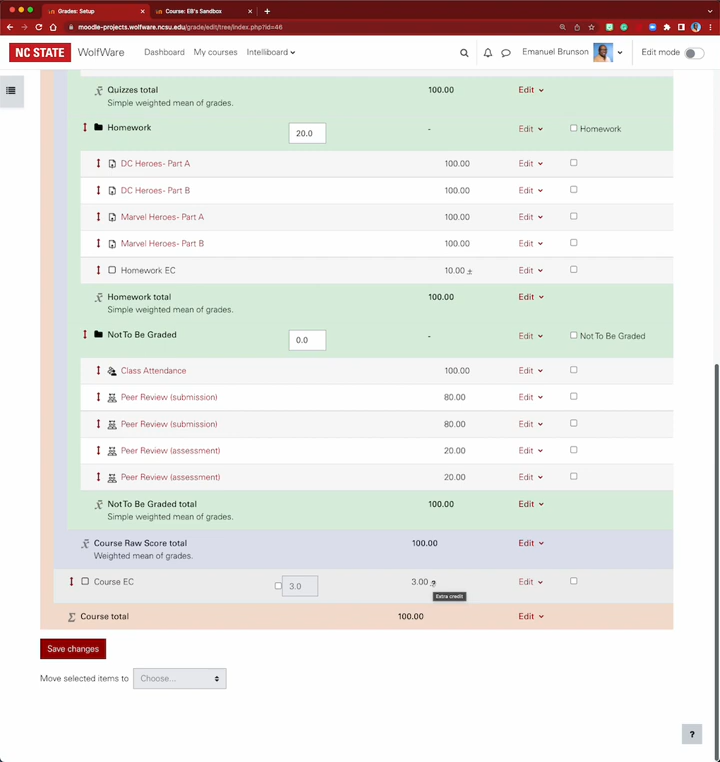 Grades: Setup
Course: EB's Sandbox
moodle-projects.wolfware.ncsu.edu/grade/edit/tree/index.php?id=46
NC STATE WolfWare Dashboard My courses Intelliboard Emanuel Brunson Edit mode
Quizzes total 100.00 Edit
Simple weighted mean of grades.
Homework 20.0 - Edit Homework
DC Heroes- Part A 100.00 Edit
DC Heroes- Part B 100.00 Edit
Marvel Heroes- Part A 100.00 Edit
Marvel Heroes- Part B 100.00 Edit
Homework EC 10.00 ± Edit
Homework total 100.00 Edit
Simple weighted mean of grades.
Not To Be Graded 0.0 - Edit Not To Be Graded
Class Attendance 100.00 Edit
Peer Review (submission) 80.00 Edit
Peer Review (submission) 80.00 Edit
Peer Review (assessment) 20.00 Edit
Peer Review (assessment) 20.00 Edit
Not To Be Graded total 100.00 Edit
Simple weighted mean of grades.
Course Raw Score total 100.00 Edit
Weighted mean of grades.
Course EC 3.0 3.00 Edit
Extra credit
Course total 100.00 Edit
Save changes
Move selected items to Choose...
?